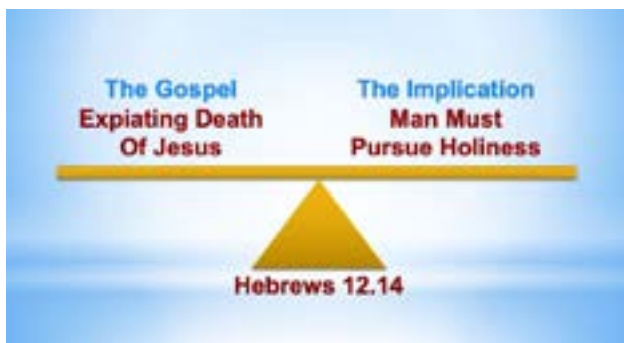 The Gospel
Expiating Death
Of Jesus
The Implication
Man Must
Pursue Holiness
Hebrews 12.14